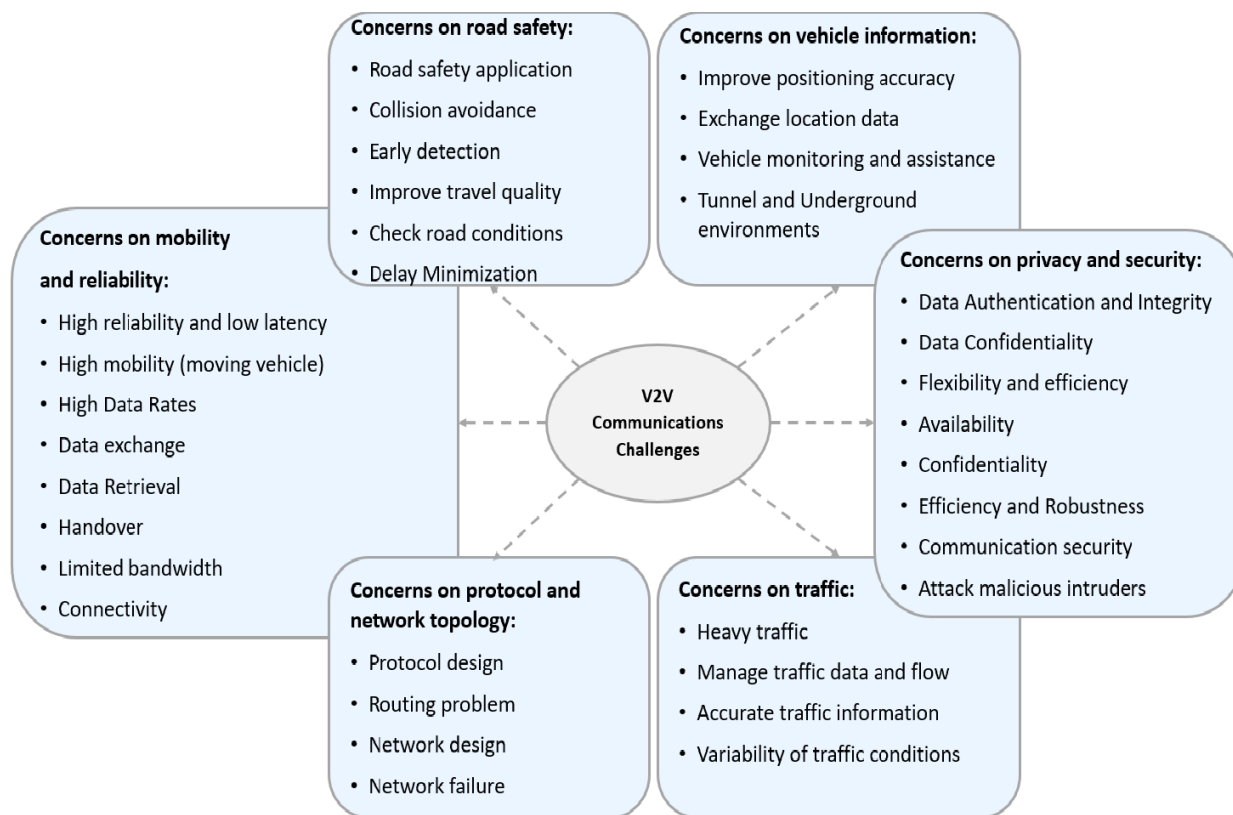 Concerns on road safety:
• Road safety application
• Collision avoidance
• Early detection
• Improve travel quality
• Check road conditions
• Delay Minimization
Concerns on vehicle information:
• Improve positioning accuracy
• Exchange location data
• Vehicle monitoring and assistance
• Tunnel and Underground
environments
Concerns on mobility
and reliability:
• High reliability and low latency
• High mobility (moving vehicle)
• High Data Rates
• Data exchange
• Data Retrieval
• Handover
• Limited bandwidth
• Connectivity
V2V
Communications
Challenges
Concerns on privacy and security:
• Data Authentication and Integrity
• Data Confidentiality
• Flexibility and efficiency
• Availability
• Confidentiality
• Efficiency and Robustness
• Communication security
• Attack malicious intruders
Concerns on protocol and
network topology:
• Protocol design
• Routing problem
• Network design
• Network failure
Concerns on traffic:
• Heavy traffic
• Manage traffic data and flow
• Accurate traffic information
• Variability of traffic conditions